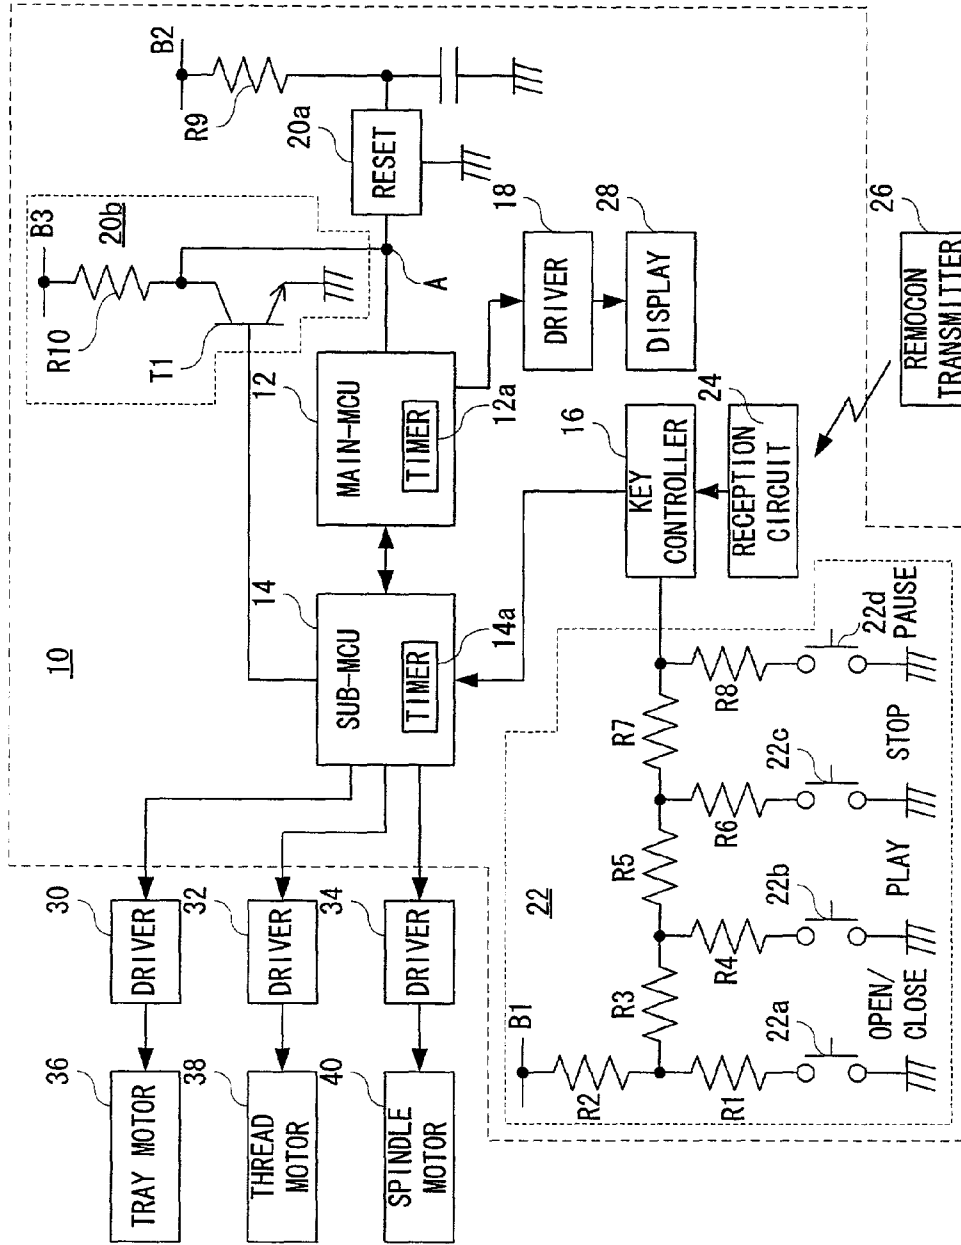 10
36
TRAY MOTOR
30
DRIVER
38
THREAD
MOTOR
32
DRIVER
40
SPINDLE
MOTOR
34
DRIVER
14
SUB-MCU
TIMER
14a
12
MAIN-MCU
TIMER
12a
B3
R10
20b
T1
A
B2
R9
20a
RESET
18
DRIVER
28
DISPLAY
16
KEY
CONTROLLER
24
RECEPTION
CIRCUIT
26
REMOCON
TRANSMITTER
22
B1
R2
R3
R5
R7
R1
R4
R6
R8
22a
22b
22c
22d
OPEN/
CLOSE
PLAY
STOP
PAUSE